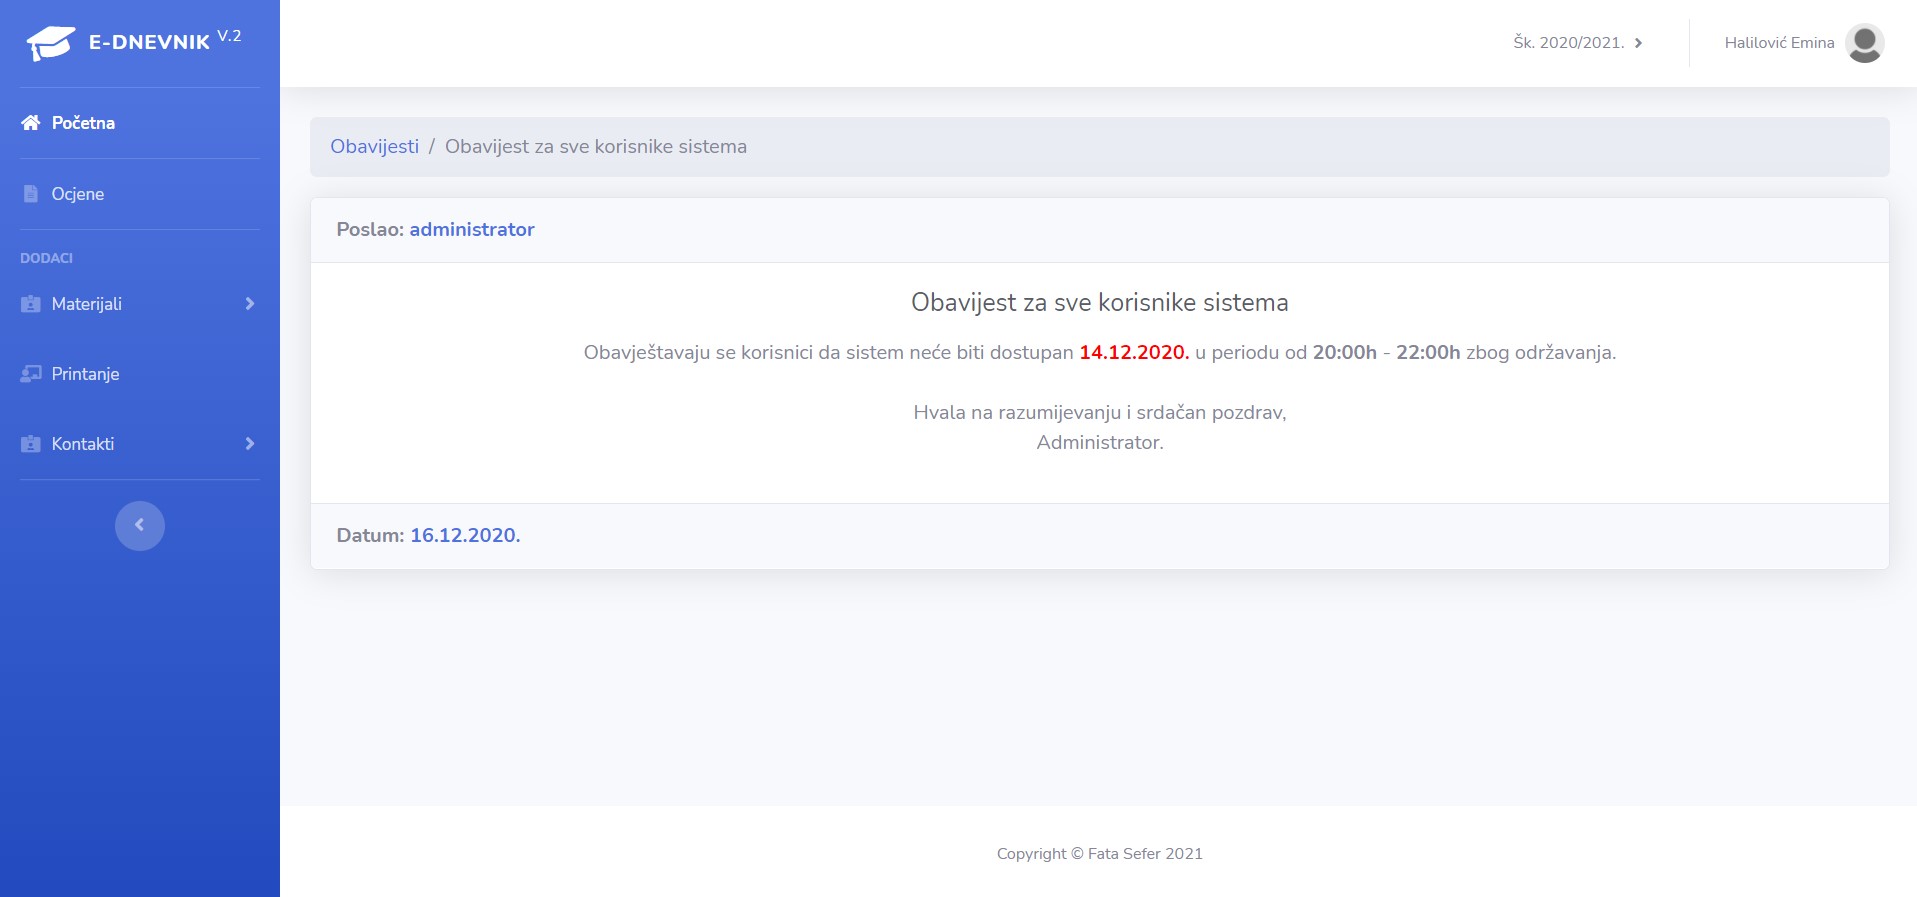 E-DNEVNIK V.2
Početna
Ocjene
DODACI
Materijali
Printanje
Kontakti
Šk. 2020/2021.
Halilović Emina
Obavijesti / Obavijest za sve korisnike sistema
Poslao: administrator
Obavijest za sve korisnike sistema
Obavještavaju se korisnici da sistem neće biti dostupan 14.12.2020. u periodu od 20:00h - 22:00h zbog održavanja.
Hvala na razumijevanju i srdačan pozdrav,
Administrator.
Datum: 16.12.2020.
Copyright © Fata Sefer 2021